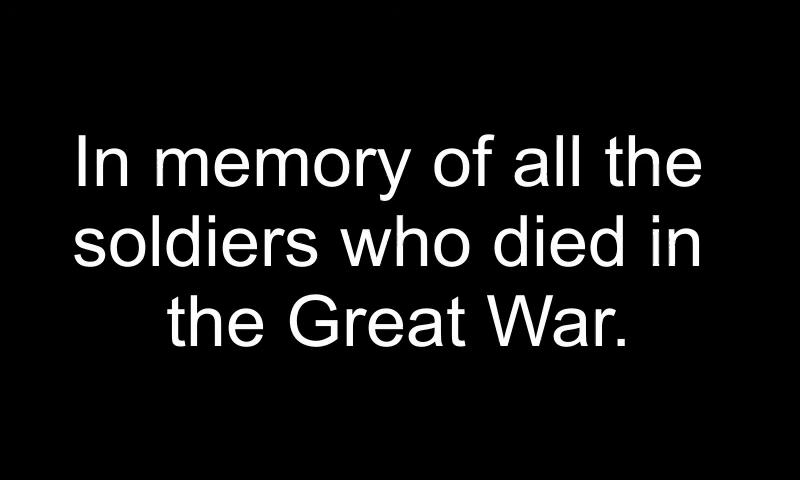 In memory of all the
soldiers who died in
the Great War.